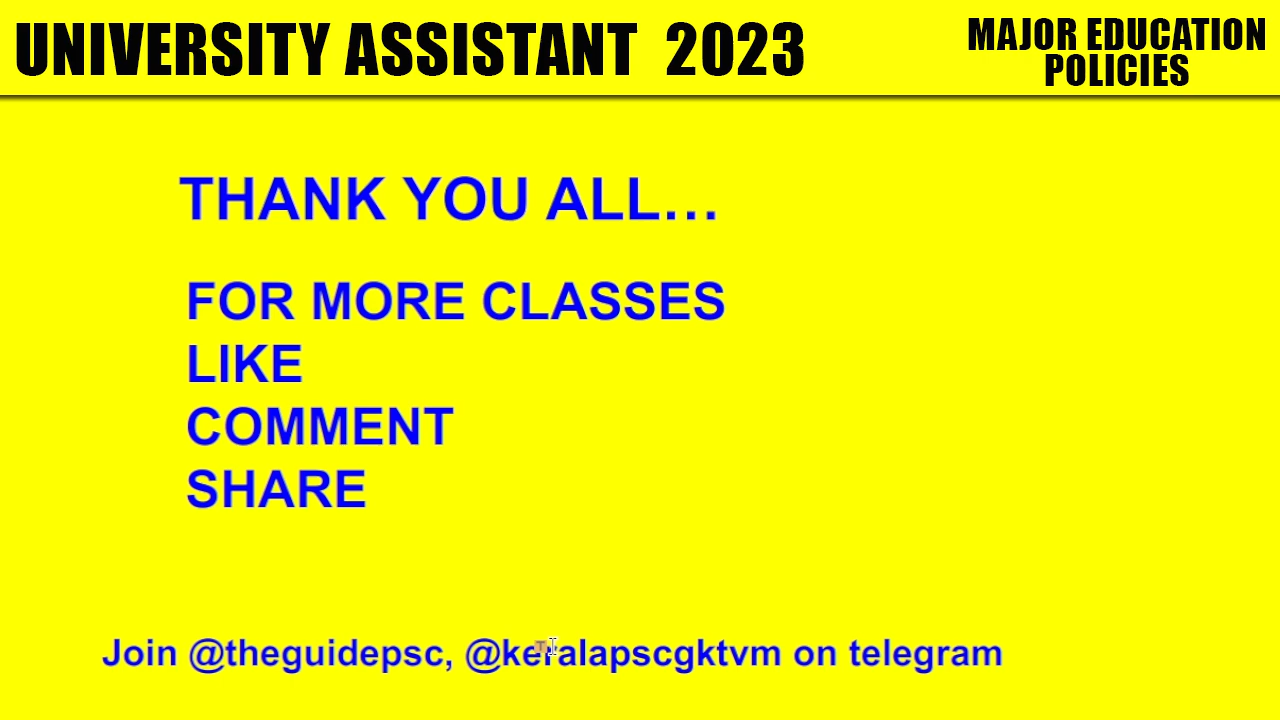 UNIVERSITY ASSISTANT 2023
MAJOR EDUCATION
POLICIES
THANK YOU ALL...
FOR MORE CLASSES
LIKE
COMMENT
SHARE
Join @theguidepsc, @keralapscgktvm on telegram